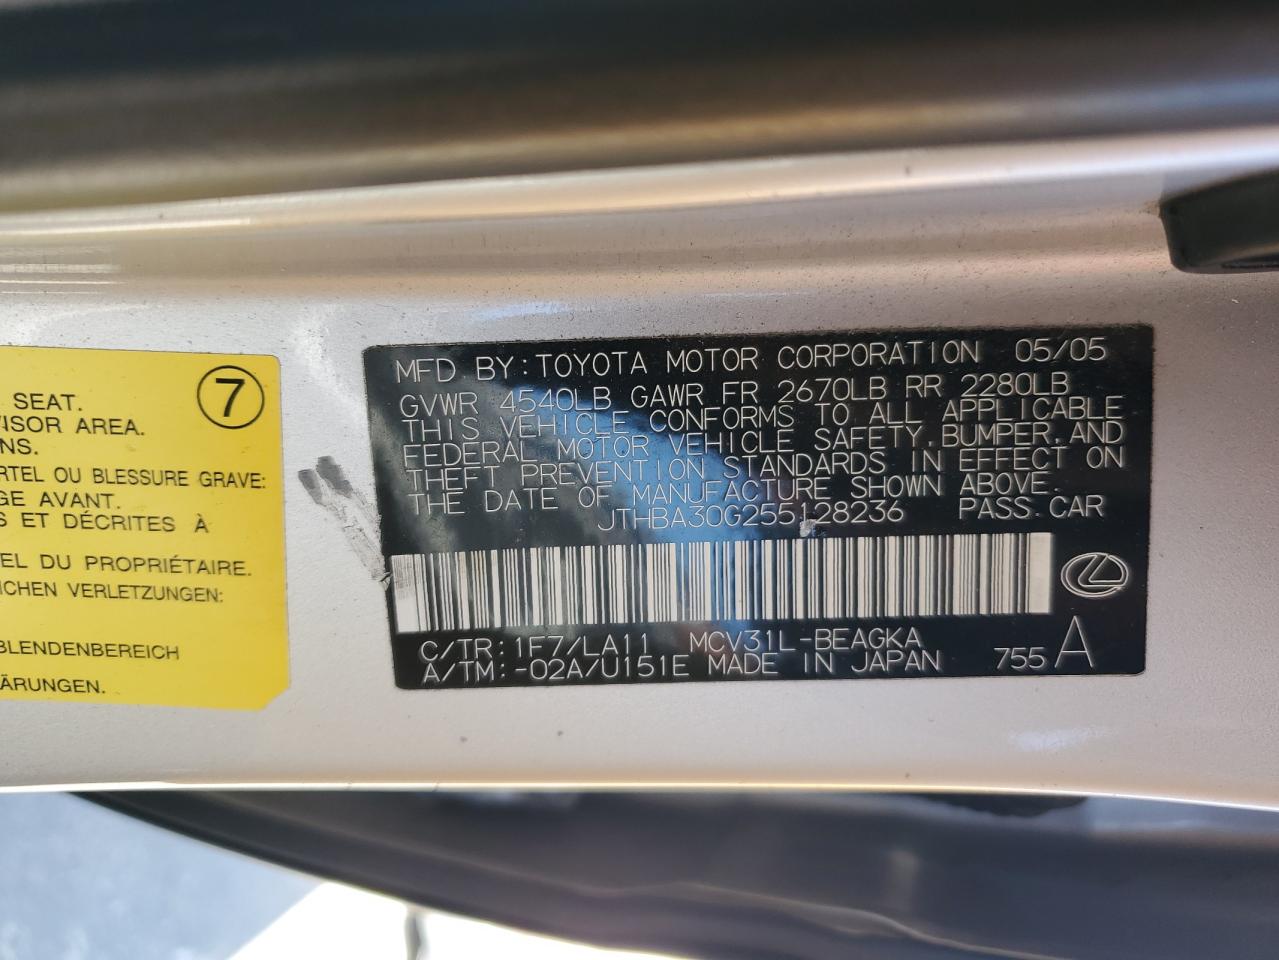 7
SEAT.
VISOR AREA.
NS.
RTEL OU BLESSURE GRAVE:
GE AVANT.
S ET DÉCRITES À
EL DU PROPRIÉTAIRE.
ICHEN VERLETZUNGEN:
BLENDENBEREICH
ÄRUNGEN.
MFD BY: TOYOTA MOTOR CORPORATION 05/05
GVWR 4540LB GAWR FR 2670LB RR 2280LB
THIS VEHICLE CONFORMS TO ALL APPLICABLE
FEDERAL MOTOR VEHICLE SAFETY, BUMPER, AND
THEFT PREVENTION STANDARDS IN EFFECT ON
THE DATE OF MANUFACTURE SHOWN ABOVE.
JTHBA30G255128236 PASS.CAR
C/TR: 1F7/LA11 MCV31L-BEAGKA
A/TM: -02A/U151E MADE IN JAPAN 755 A